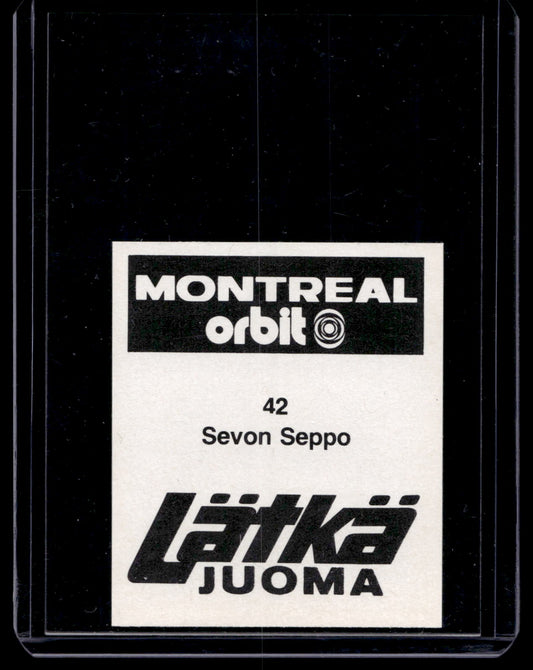 MONTREAL
orbit
42
Sevon Seppo
Lätkä
JUOMA